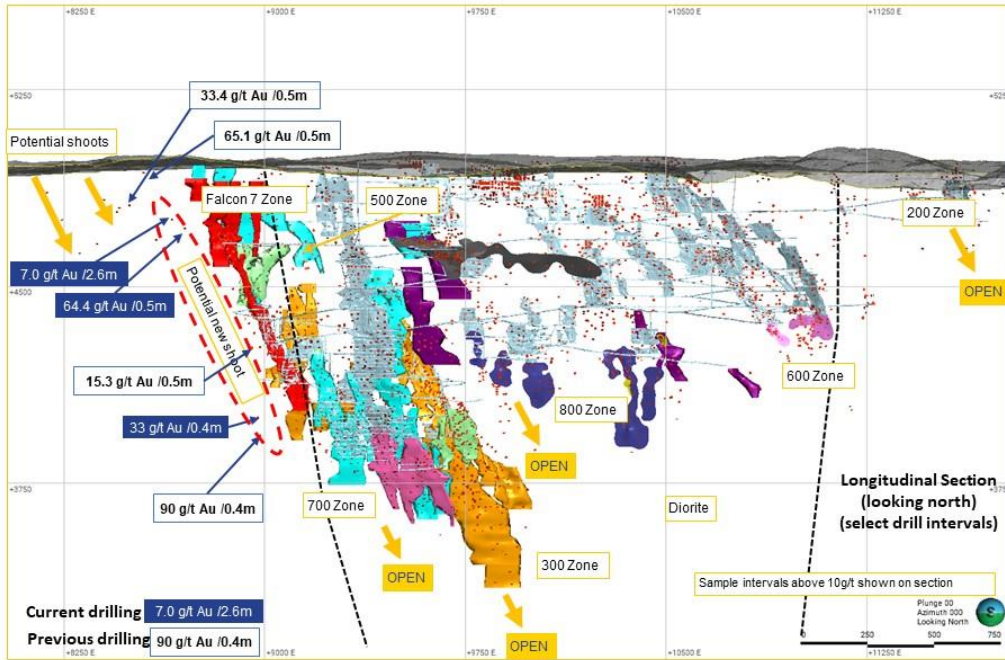 +8250 E
+9000 E
+9750 E
+10500 E
+11250 E
+5250
33.4 g/t Au /0.5m
65.1 g/t Au /0.5m
Potential shoots
Falcon 7 Zone
500 Zone
200 Zone
7.0 g/t Au /2.6m
64.4 g/t Au /0.5m
OPEN
+4500
Potential new shoot
15.3 g/t Au /0.5m
600 Zone
33 g/t Au /0.4m
800 Zone
OPEN
+3750
90 g/t Au /0.4m
700 Zone
Diorite
Longitudinal Section
(looking north)
(select drill intervals)
300 Zone
OPEN
Sample intervals above 10g/t shown on section
Current drilling
7.0 g/t Au /2.6m
Previous drilling
90 g/t Au /0.4m
OPEN
Plunge 00
Azimuth 000
Looking North
S
0
250
500
750
+8250 E
+9000 E
+9750 E
+10500 E
+11250 E